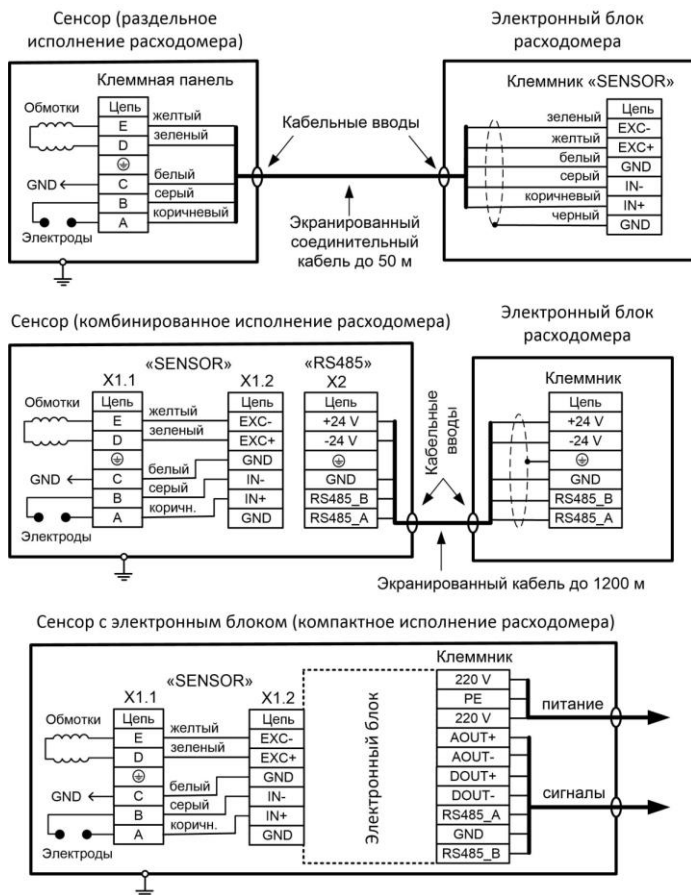 Сенсор (раздельное
исполнение расходомера)
Электронный блок
расходомера
Клеммная панель
Обмотки
Цепь
E
D
C
B
A
желтый
зеленый
белый
серый
коричневый
GND
Электроды
Кабельные вводы
Экранированный
соединительный
кабель до 50 м
Клеммник «SENSOR»
зеленый
желтый
белый
серый
коричневый
черный
Цепь
EXC-
EXC+
GND
IN-
IN+
GND
Сенсор (комбинированное исполнение расходомера)
Электронный блок
расходомера
«SENSOR»
«RS485»
X1.1
X1.2
X2
Обмотки
Цепь
E
D
C
B
A
желтый
зеленый
белый
серый
коричн.
GND
Электроды
Цепь
EXC-
EXC+
GND
IN-
IN+
GND
Цепь
+24 V
-24 V
GND
RS485_B
RS485_A
Кабельные
вводы
Клеммник
Цепь
+24 V
-24 V
GND
RS485_B
RS485_A
Экранированный кабель до 1200 м
Сенсор с электронным блоком (компактное исполнение расходомера)
«SENSOR»
X1.1
X1.2
Обмотки
Цепь
E
D
C
B
A
желтый
зеленый
белый
серый
коричн.
GND
Электроды
Цепь
EXC-
EXC+
GND
IN-
IN+
GND
Электронный блок
Клеммник
220 V
PE
220 V
AOUT+
AOUT-
DOUT+
DOUT-
RS485_A
GND
RS485_B
питание
сигналы